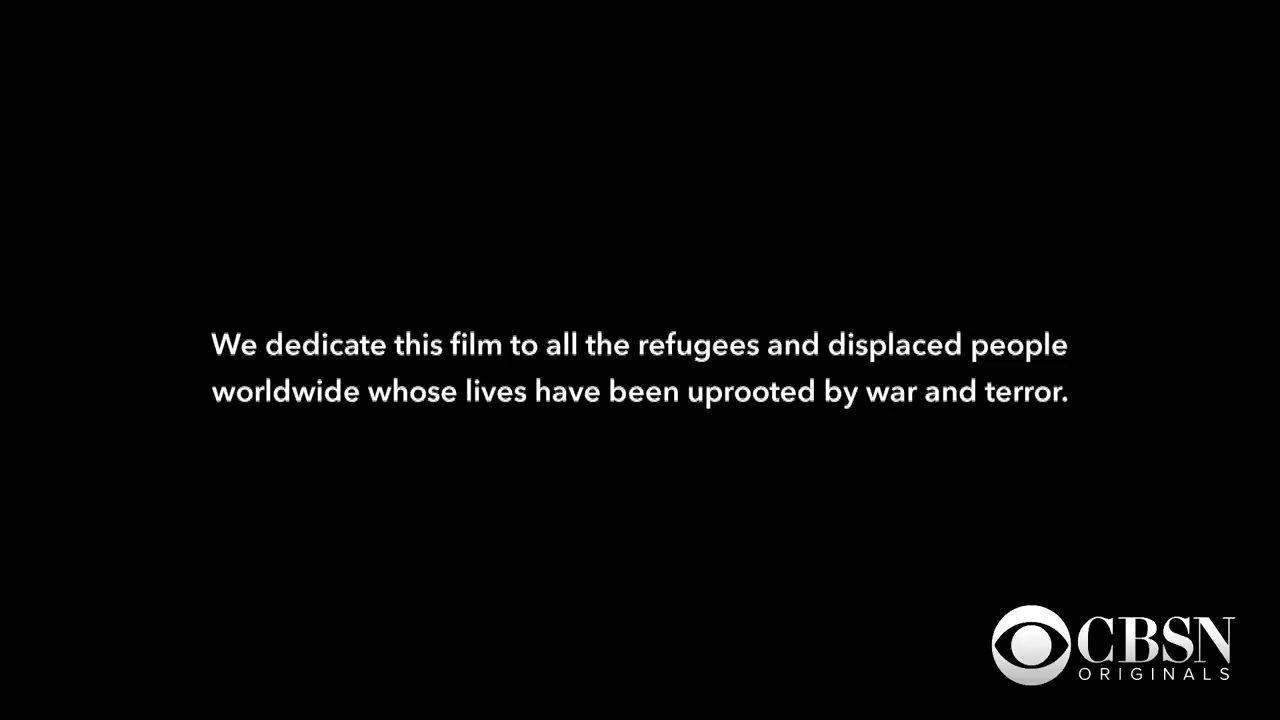 We dedicate this film to all the refugees and displaced people
worldwide whose lives have been uprooted by war and terror.
CBSN
ORIGINALS